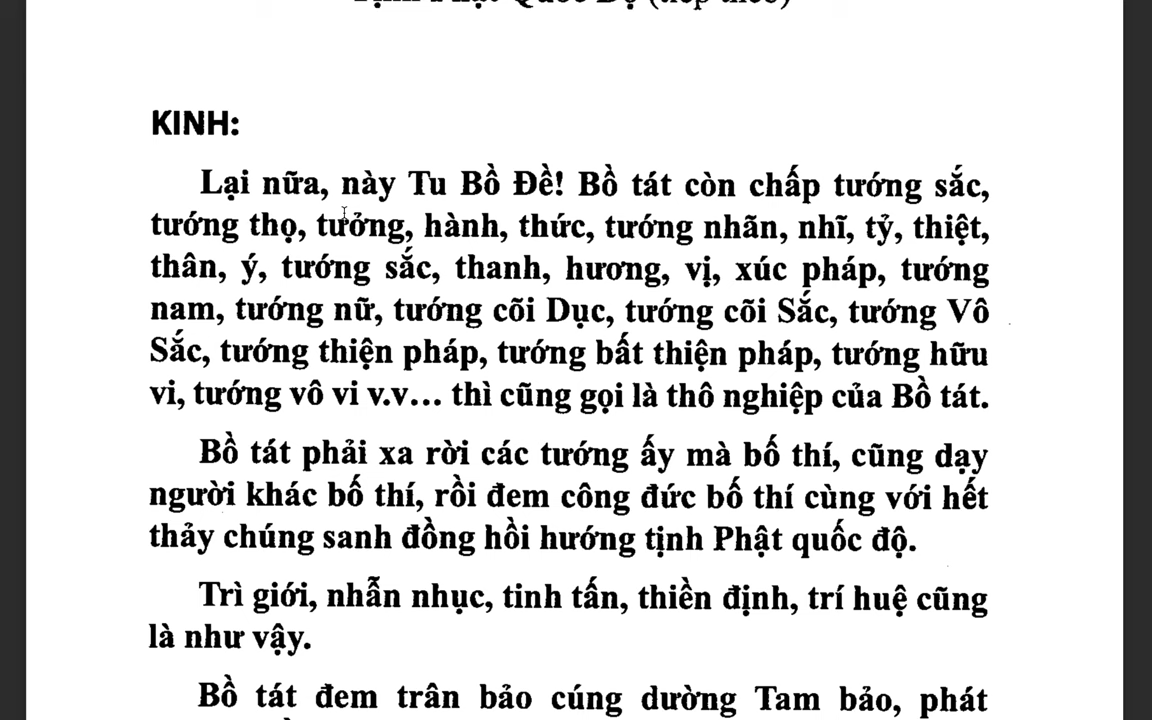 Tịnh Phật Quốc Độ (tiếp theo)
KINH:
Lại nữa, này Tu Bồ Đề! Bồ tát còn chấp tướng sắc,
tướng thọ, tưởng, hành, thức, tướng nhãn, nhĩ, tỷ, thiệt,
thân, ý, tướng sắc, thanh, hương, vị, xúc pháp, tướng
nam, tướng nữ, tướng cõi Dục, tướng cõi Sắc, tướng Vô
Sắc, tướng thiện pháp, tướng bất thiện pháp, tướng hữu
vi, tướng vô vi v.v... thì cũng gọi là thô nghiệp của Bồ tát.
Bồ tát phải xa rời các tướng ấy mà bố thí, cũng dạy
người khác bố thí, rồi đem công đức bố thí cùng với hết
thảy chúng sanh đồng hồi hướng tịnh Phật quốc độ.
Trì giới, nhẫn nhục, tinh tấn, thiền định, trí huệ cũng
là như vậy.
Bồ tát đem trân bảo cúng dường Tam bảo, phát